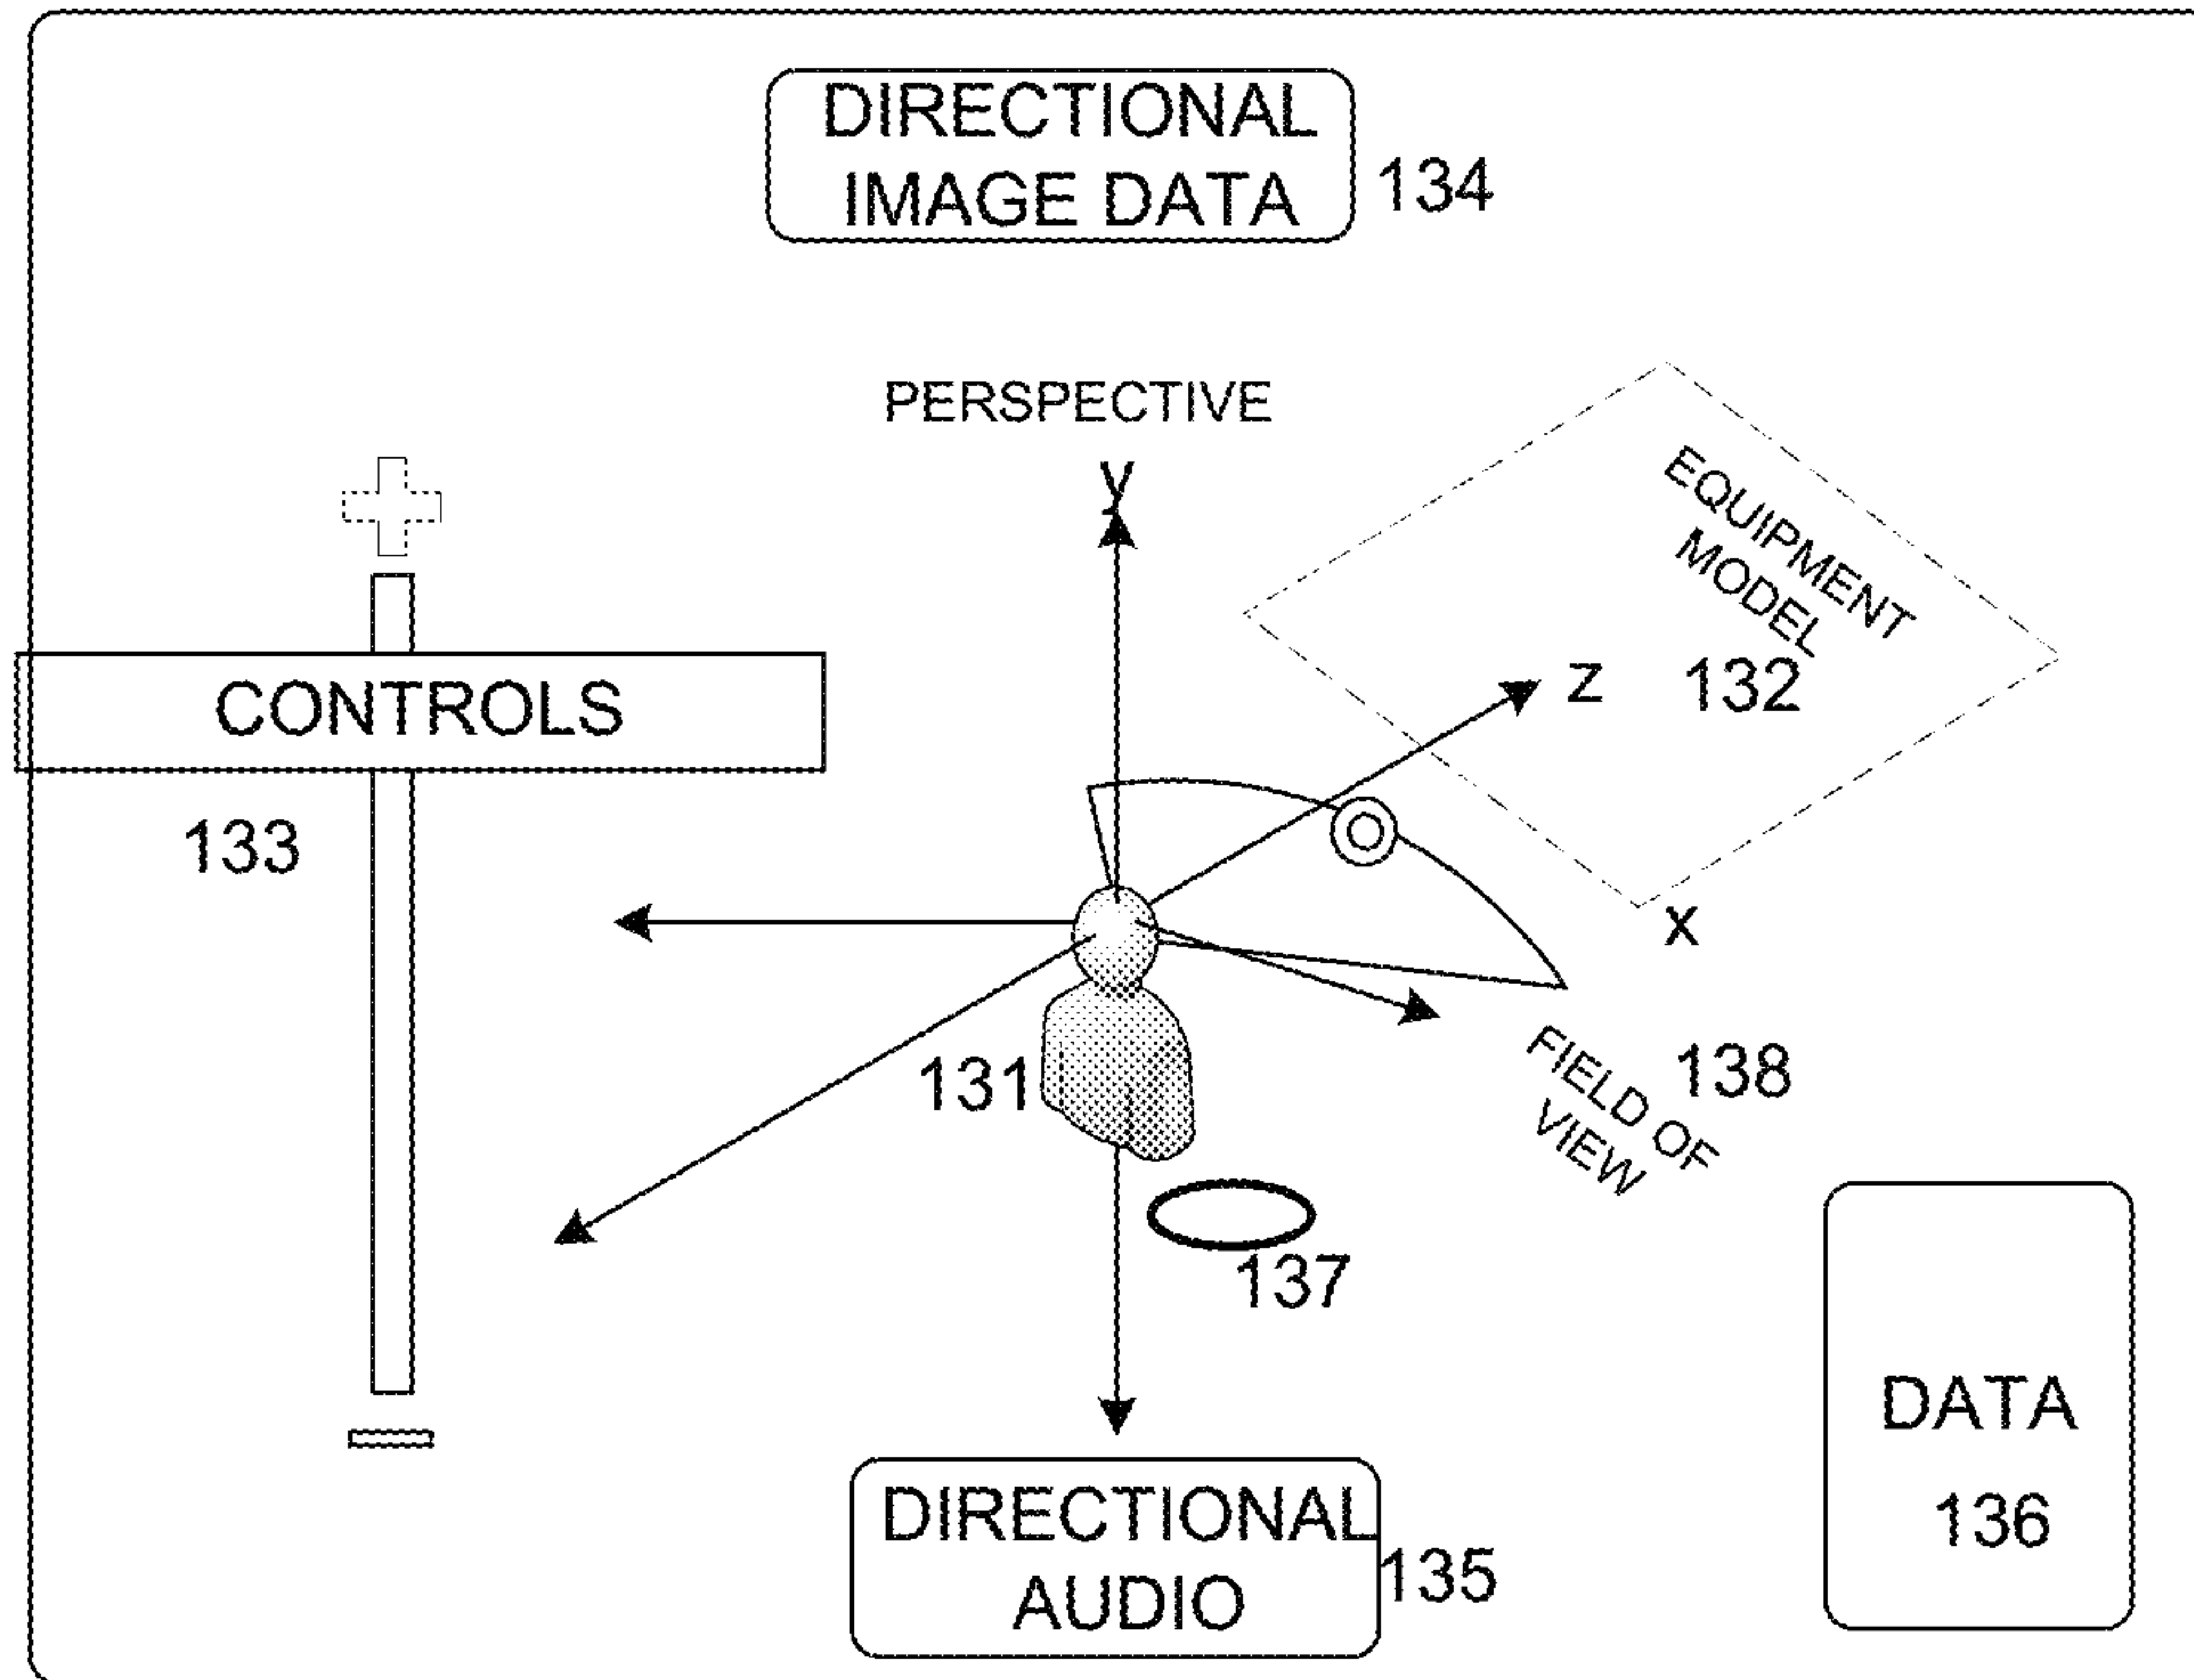 DIRECTIONAL
IMAGE DATA
134
PERSPECTIVE
y
EQUIPMENT
MODEL
132
z
CONTROLS
133
x
131
138
FIELD OF
VIEW
137
DATA
136
DIRECTIONAL
AUDIO
135